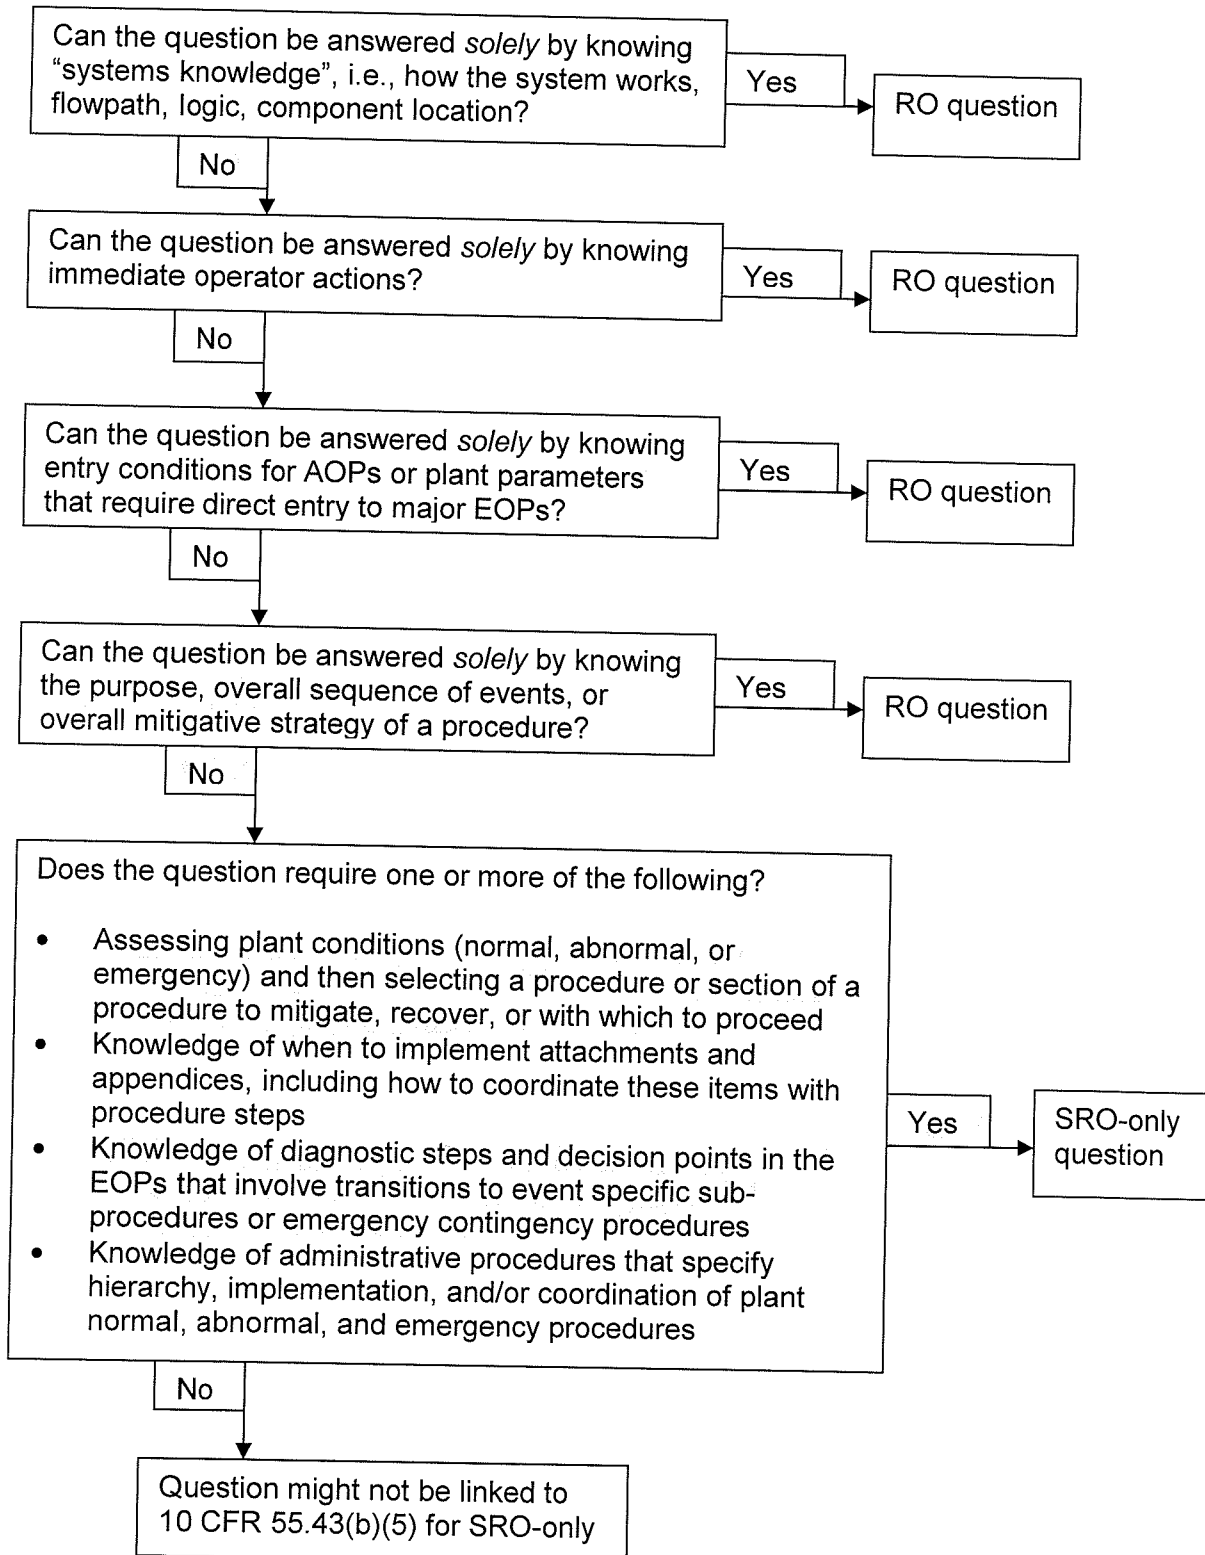 Can the question be answered solely by knowing
“systems knowledge”, i.e., how the system works,
flowpath, logic, component location?
Yes
RO question
No
Can the question be answered solely by knowing
immediate operator actions?
Yes
RO question
No
Can the question be answered solely by knowing
entry conditions for AOPs or plant parameters
that require direct entry to major EOPs?
Yes
RO question
No
Can the question be answered solely by knowing
the purpose, overall sequence of events, or
overall mitigative strategy of a procedure?
Yes
RO question
No
Does the question require one or more of the following?
• Assessing plant conditions (normal, abnormal, or
emergency) and then selecting a procedure or section of a
procedure to mitigate, recover, or with which to proceed
• Knowledge of when to implement attachments and
appendices, including how to coordinate these items with
procedure steps
• Knowledge of diagnostic steps and decision points in the
EOPs that involve transitions to event specific sub-
procedures or emergency contingency procedures
• Knowledge of administrative procedures that specify
hierarchy, implementation, and/or coordination of plant
normal, abnormal, and emergency procedures
Yes
SRO-only
question
No
Question might not be linked to
10 CFR 55.43(b)(5) for SRO-only